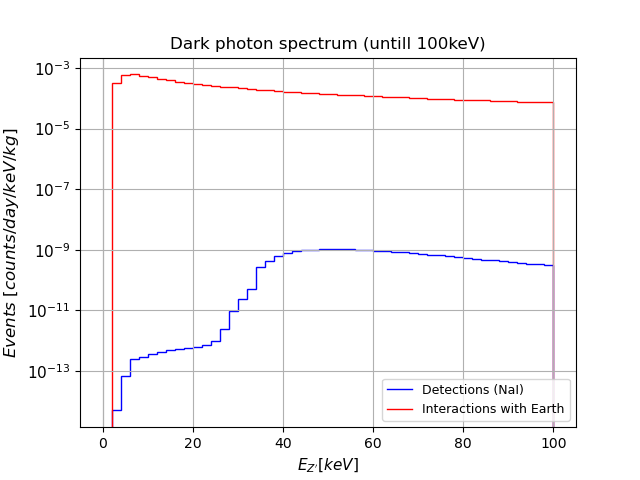 Dark photon spectrum (untill 100keV)
Events [counts/day/keV/kg]
10⁻³
10⁻⁵
10⁻⁷
10⁻⁹
10⁻¹¹
10⁻¹³
Detections (NaI)
Interactions with Earth
0 20 40 60 80 100
E_{Z'}[keV]